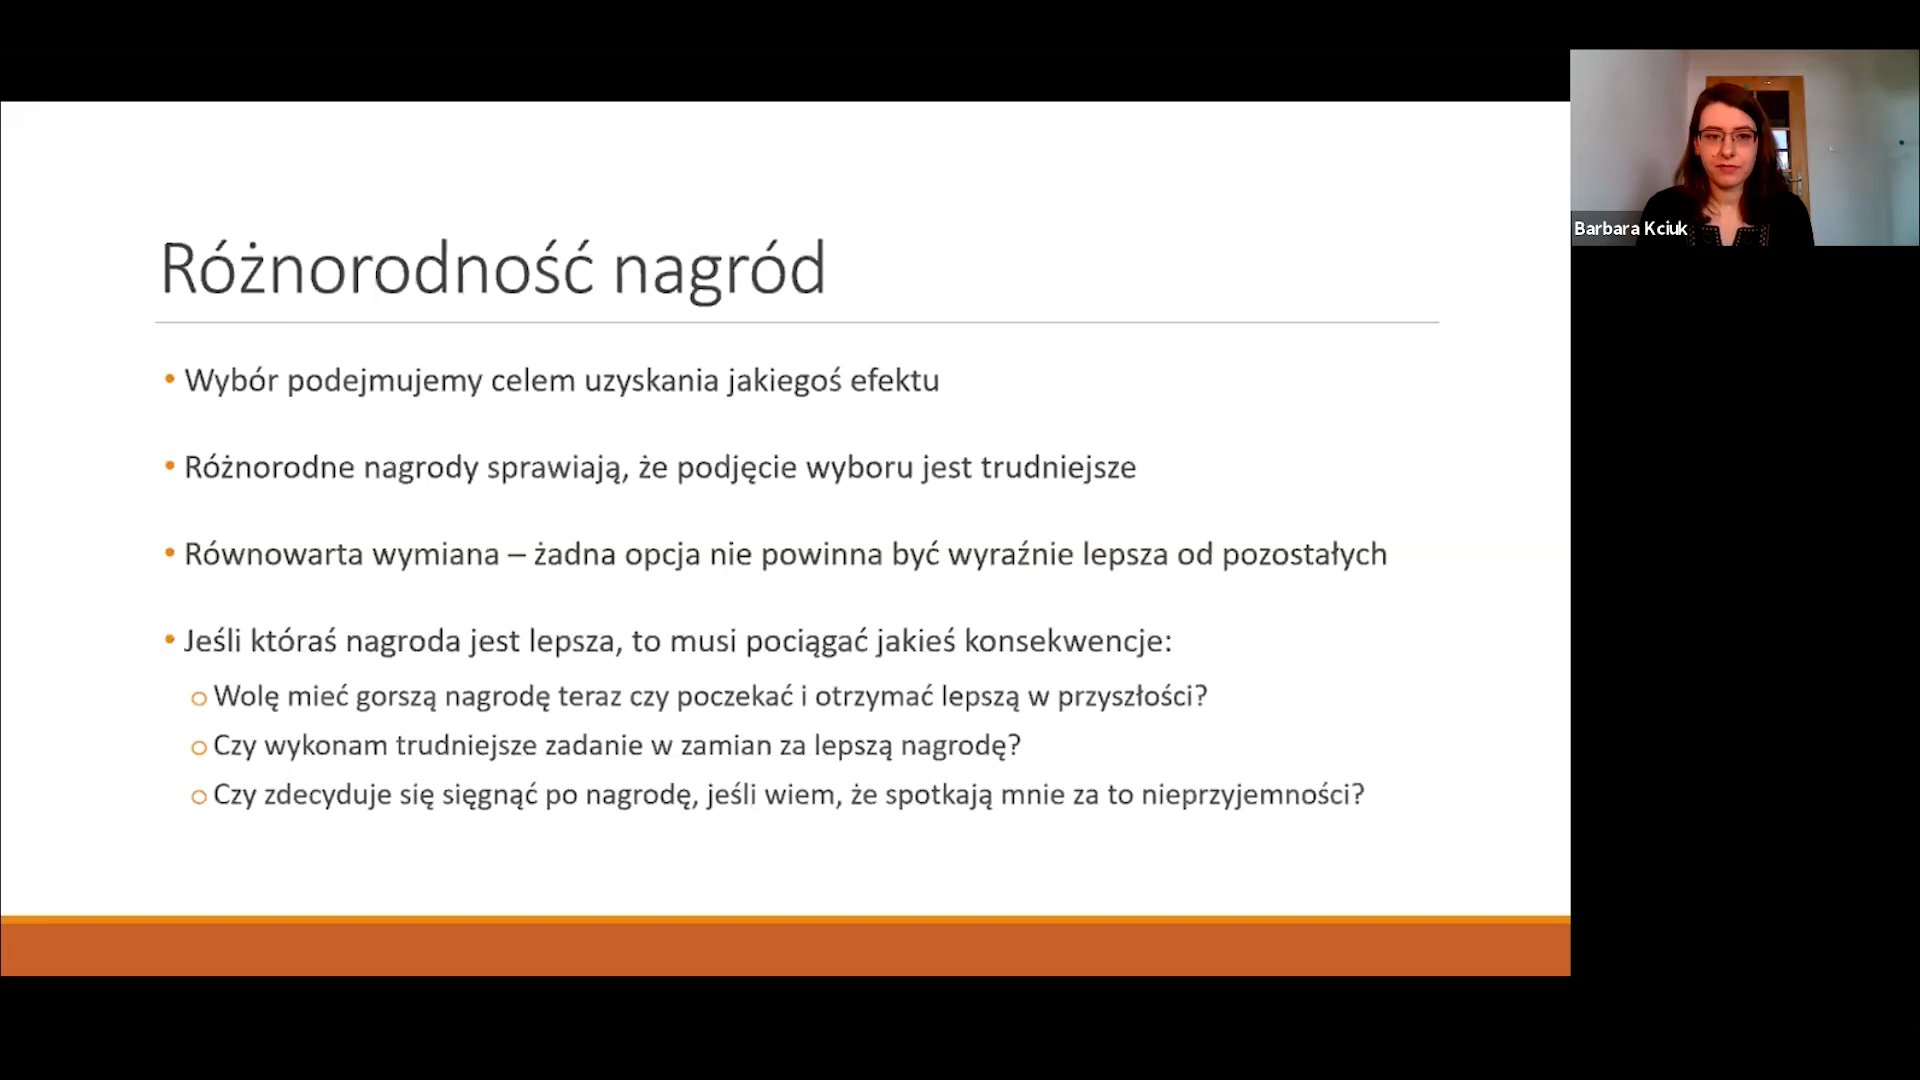 Różnorodność nagród
• Wybór podejmujemy celem uzyskania jakiegoś efektu
• Różnorodne nagrody sprawiają, że podjęcie wyboru jest trudniejsze
• Równowarta wymiana – żadna opcja nie powinna być wyraźnie lepsza od pozostałych
• Jeśli któraś nagroda jest lepsza, to musi pociągać jakieś konsekwencje:
o Wolę mieć gorszą nagrodę teraz czy poczekać i otrzymać lepszą w przyszłości?
o Czy wykonam trudniejsze zadanie w zamian za lepszą nagrodę?
o Czy zdecyduje się sięgnąć po nagrodę, jeśli wiem, że spotkają mnie za to nieprzyjemności?
Barbara Kciuk